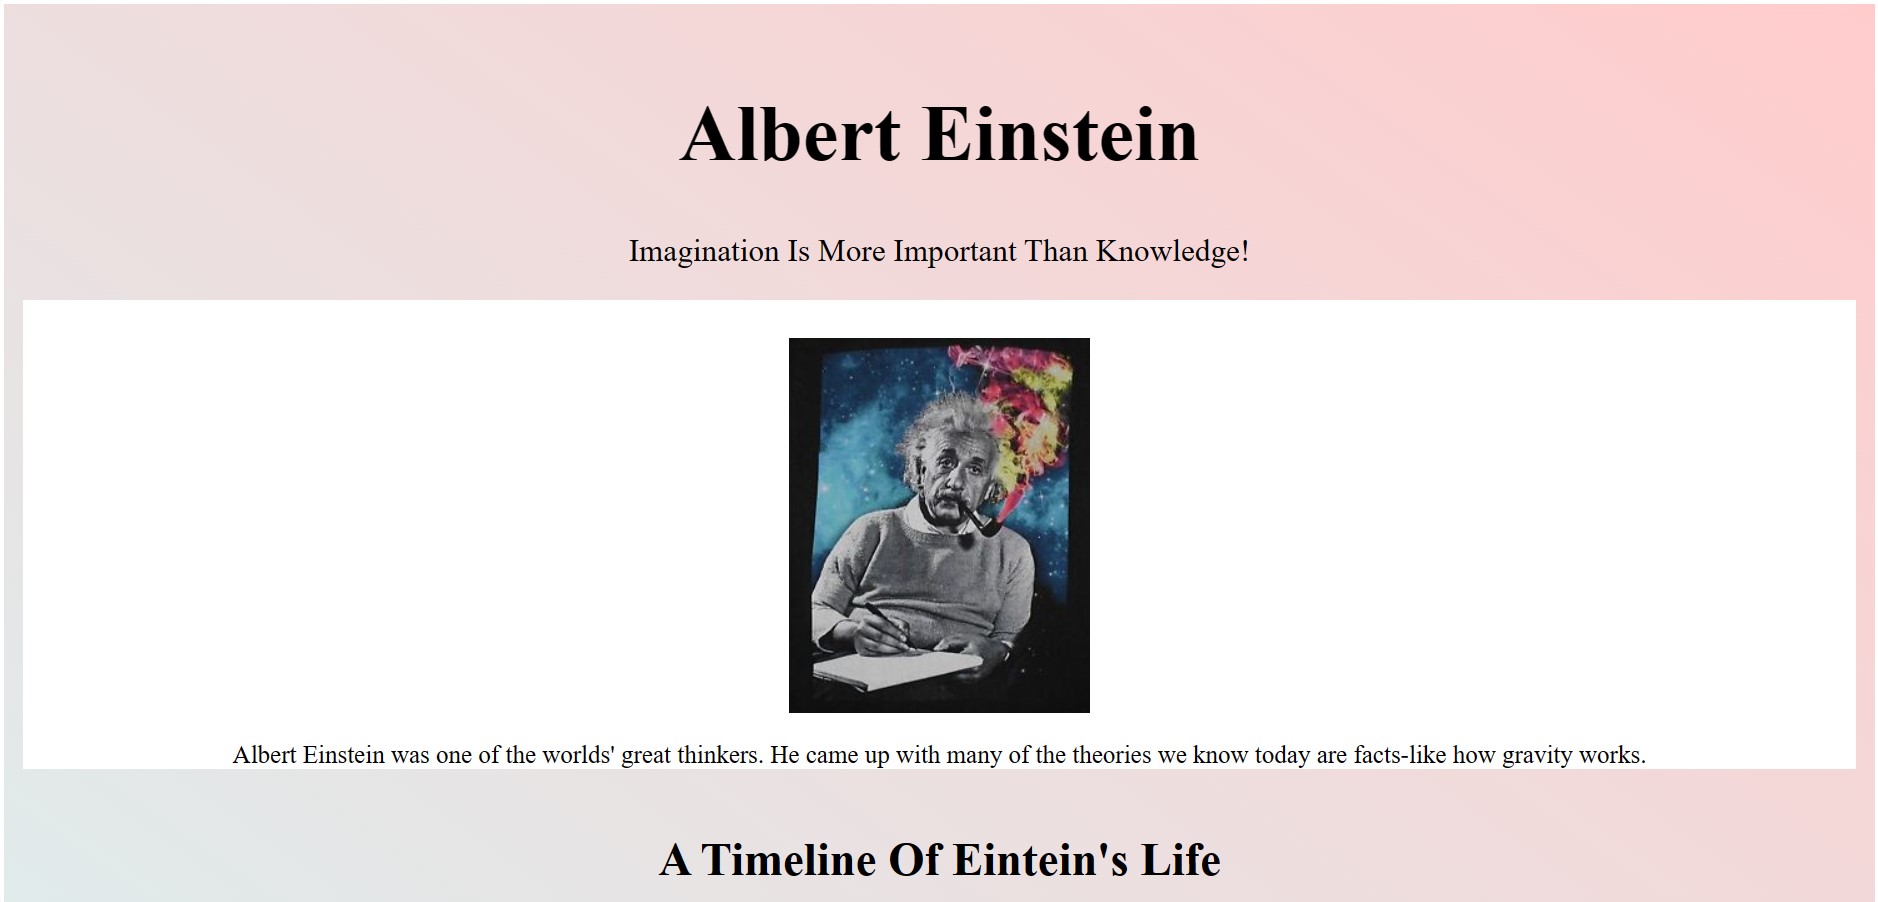 Albert Einstein
Imagination Is More Important Than Knowledge!
Albert Einstein was one of the worlds' great thinkers. He came up with many of the theories we know today are facts-like how gravity works.
A Timeline Of Eintein's Life